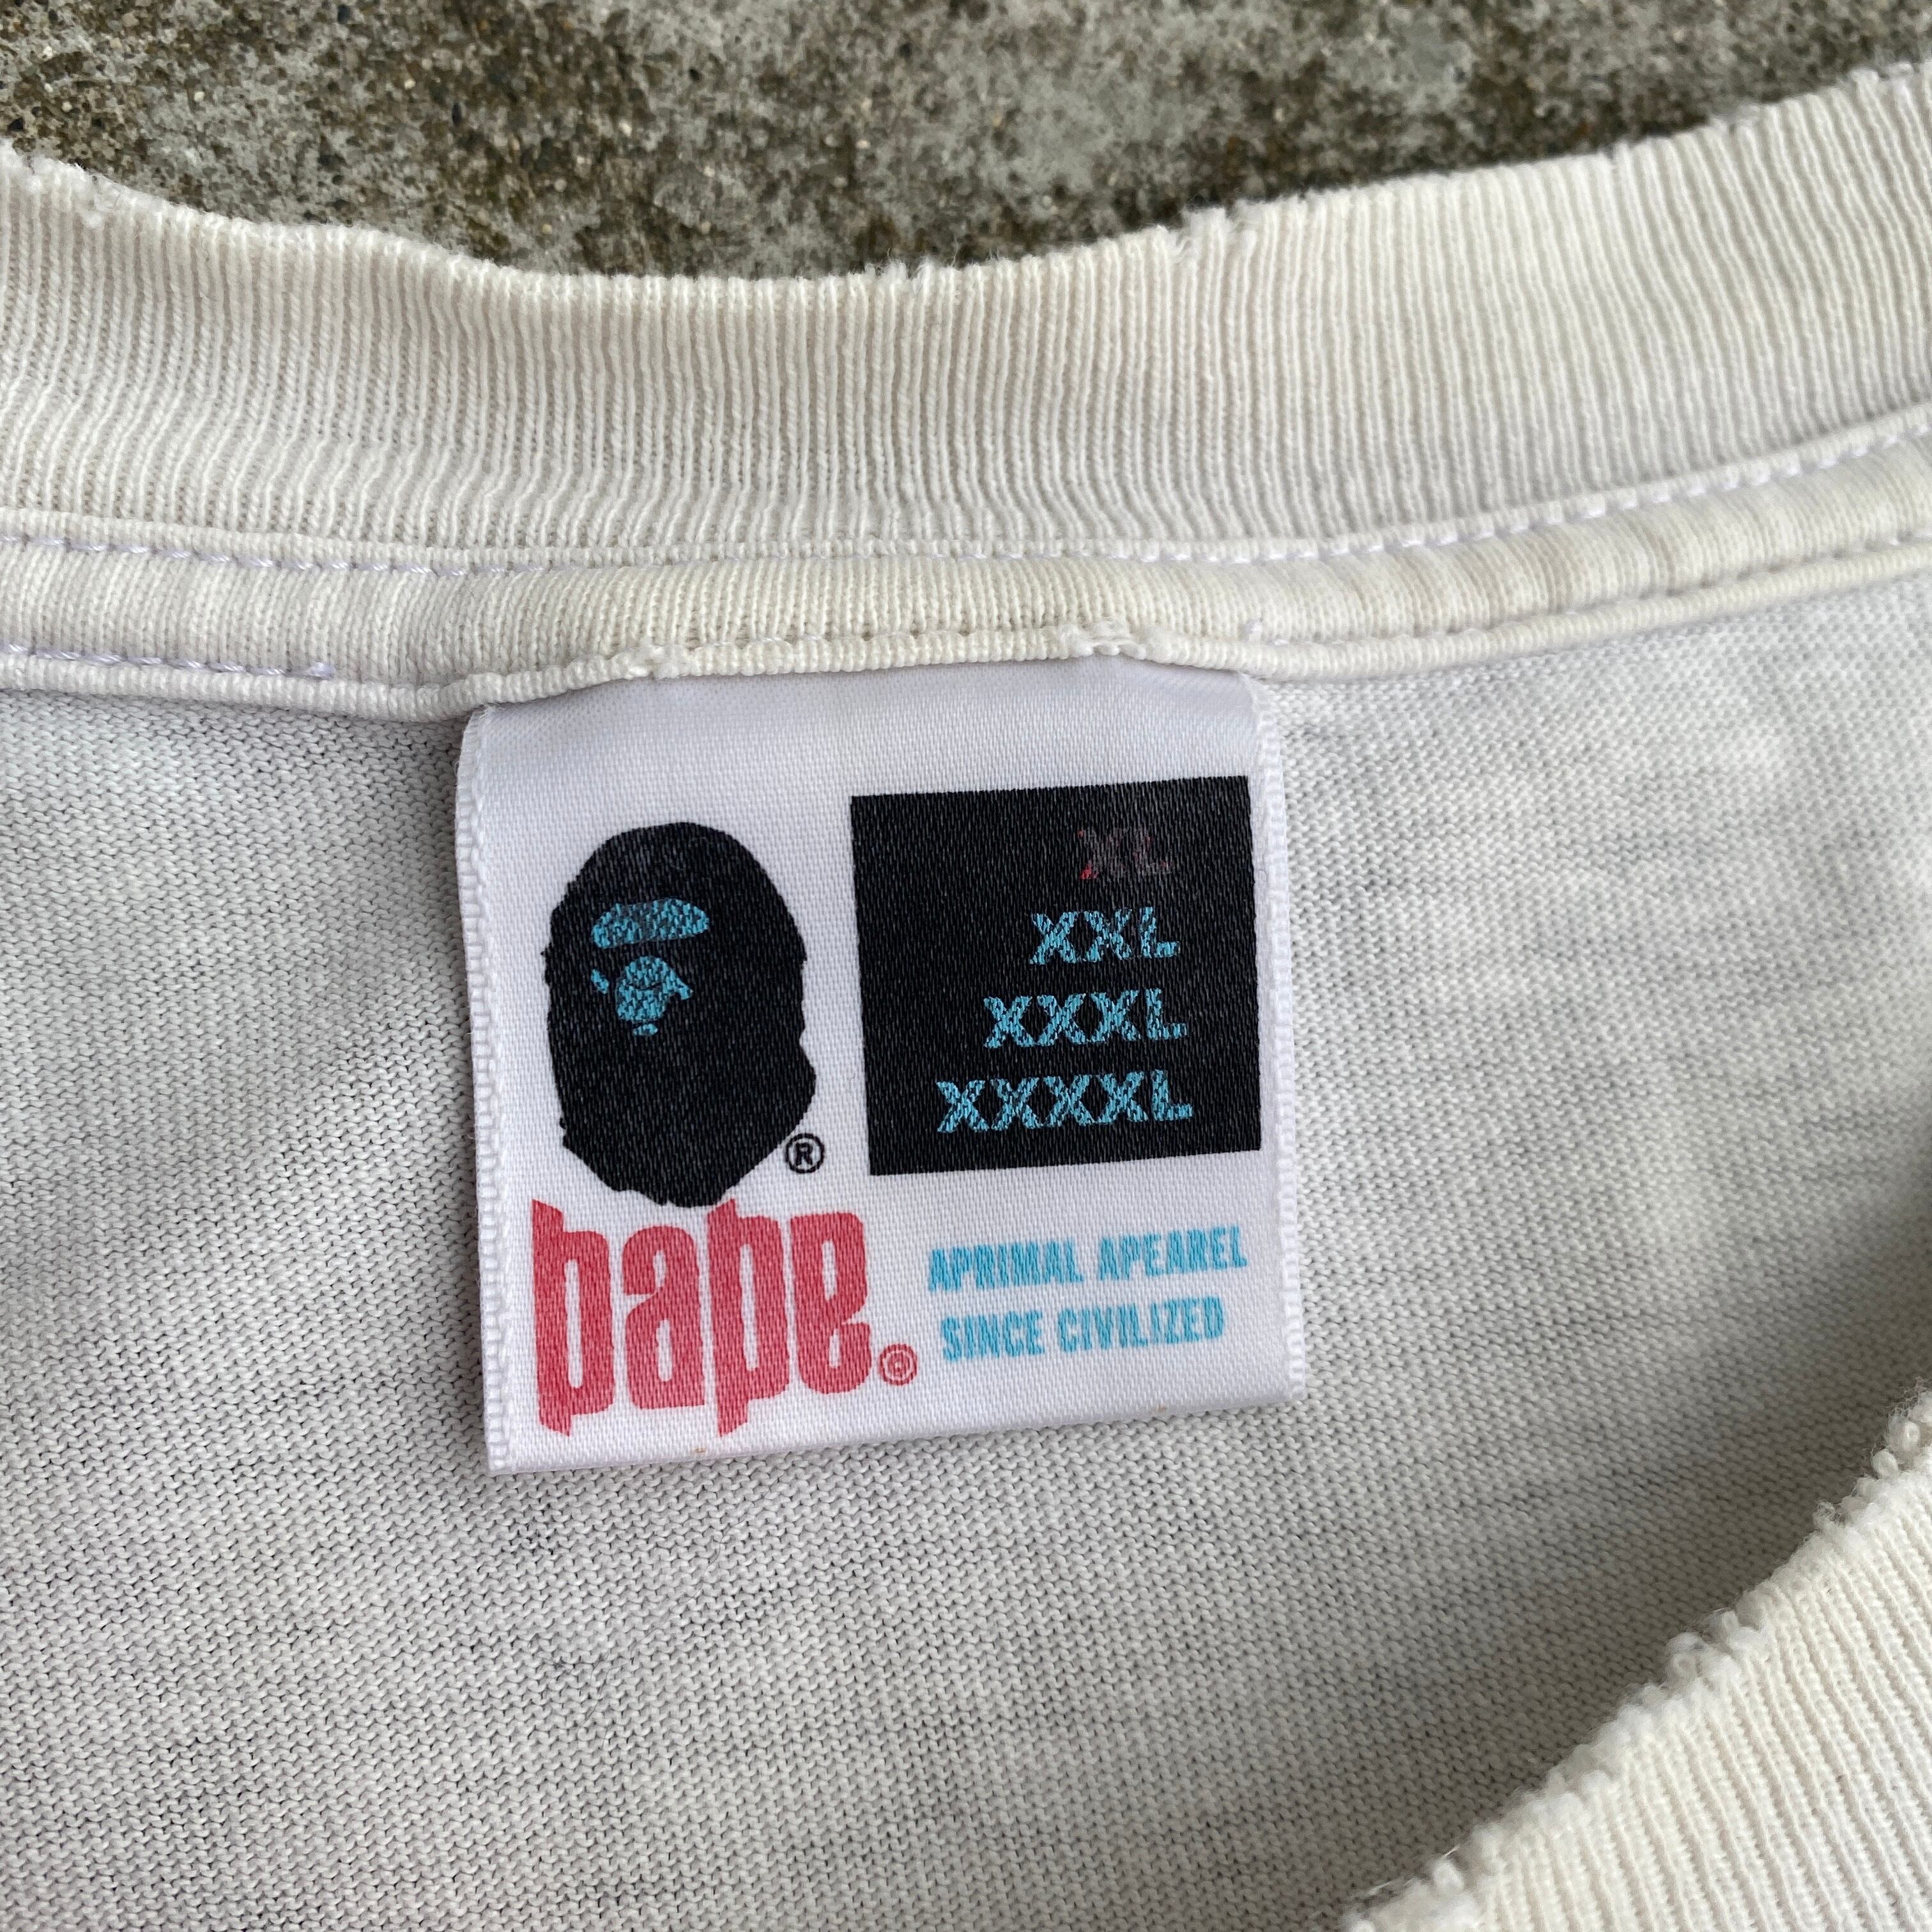 XL
XXL
XXXL
XXXXL
®
bape.®
APRIMAL APEAREL
SINCE CIVILIZED